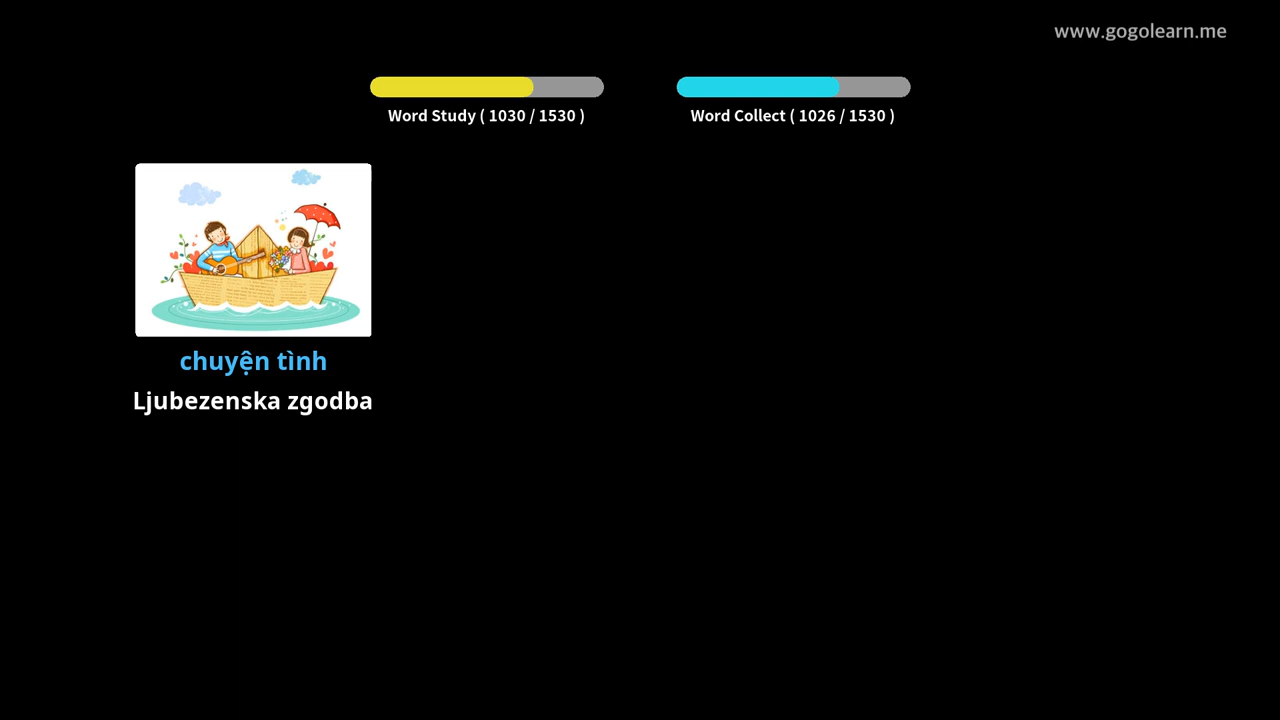 www.gogolearn.me
Word Study ( 1030 / 1530 )
Word Collect ( 1026 / 1530 )
chuyện tình
Ljubezenska zgodba